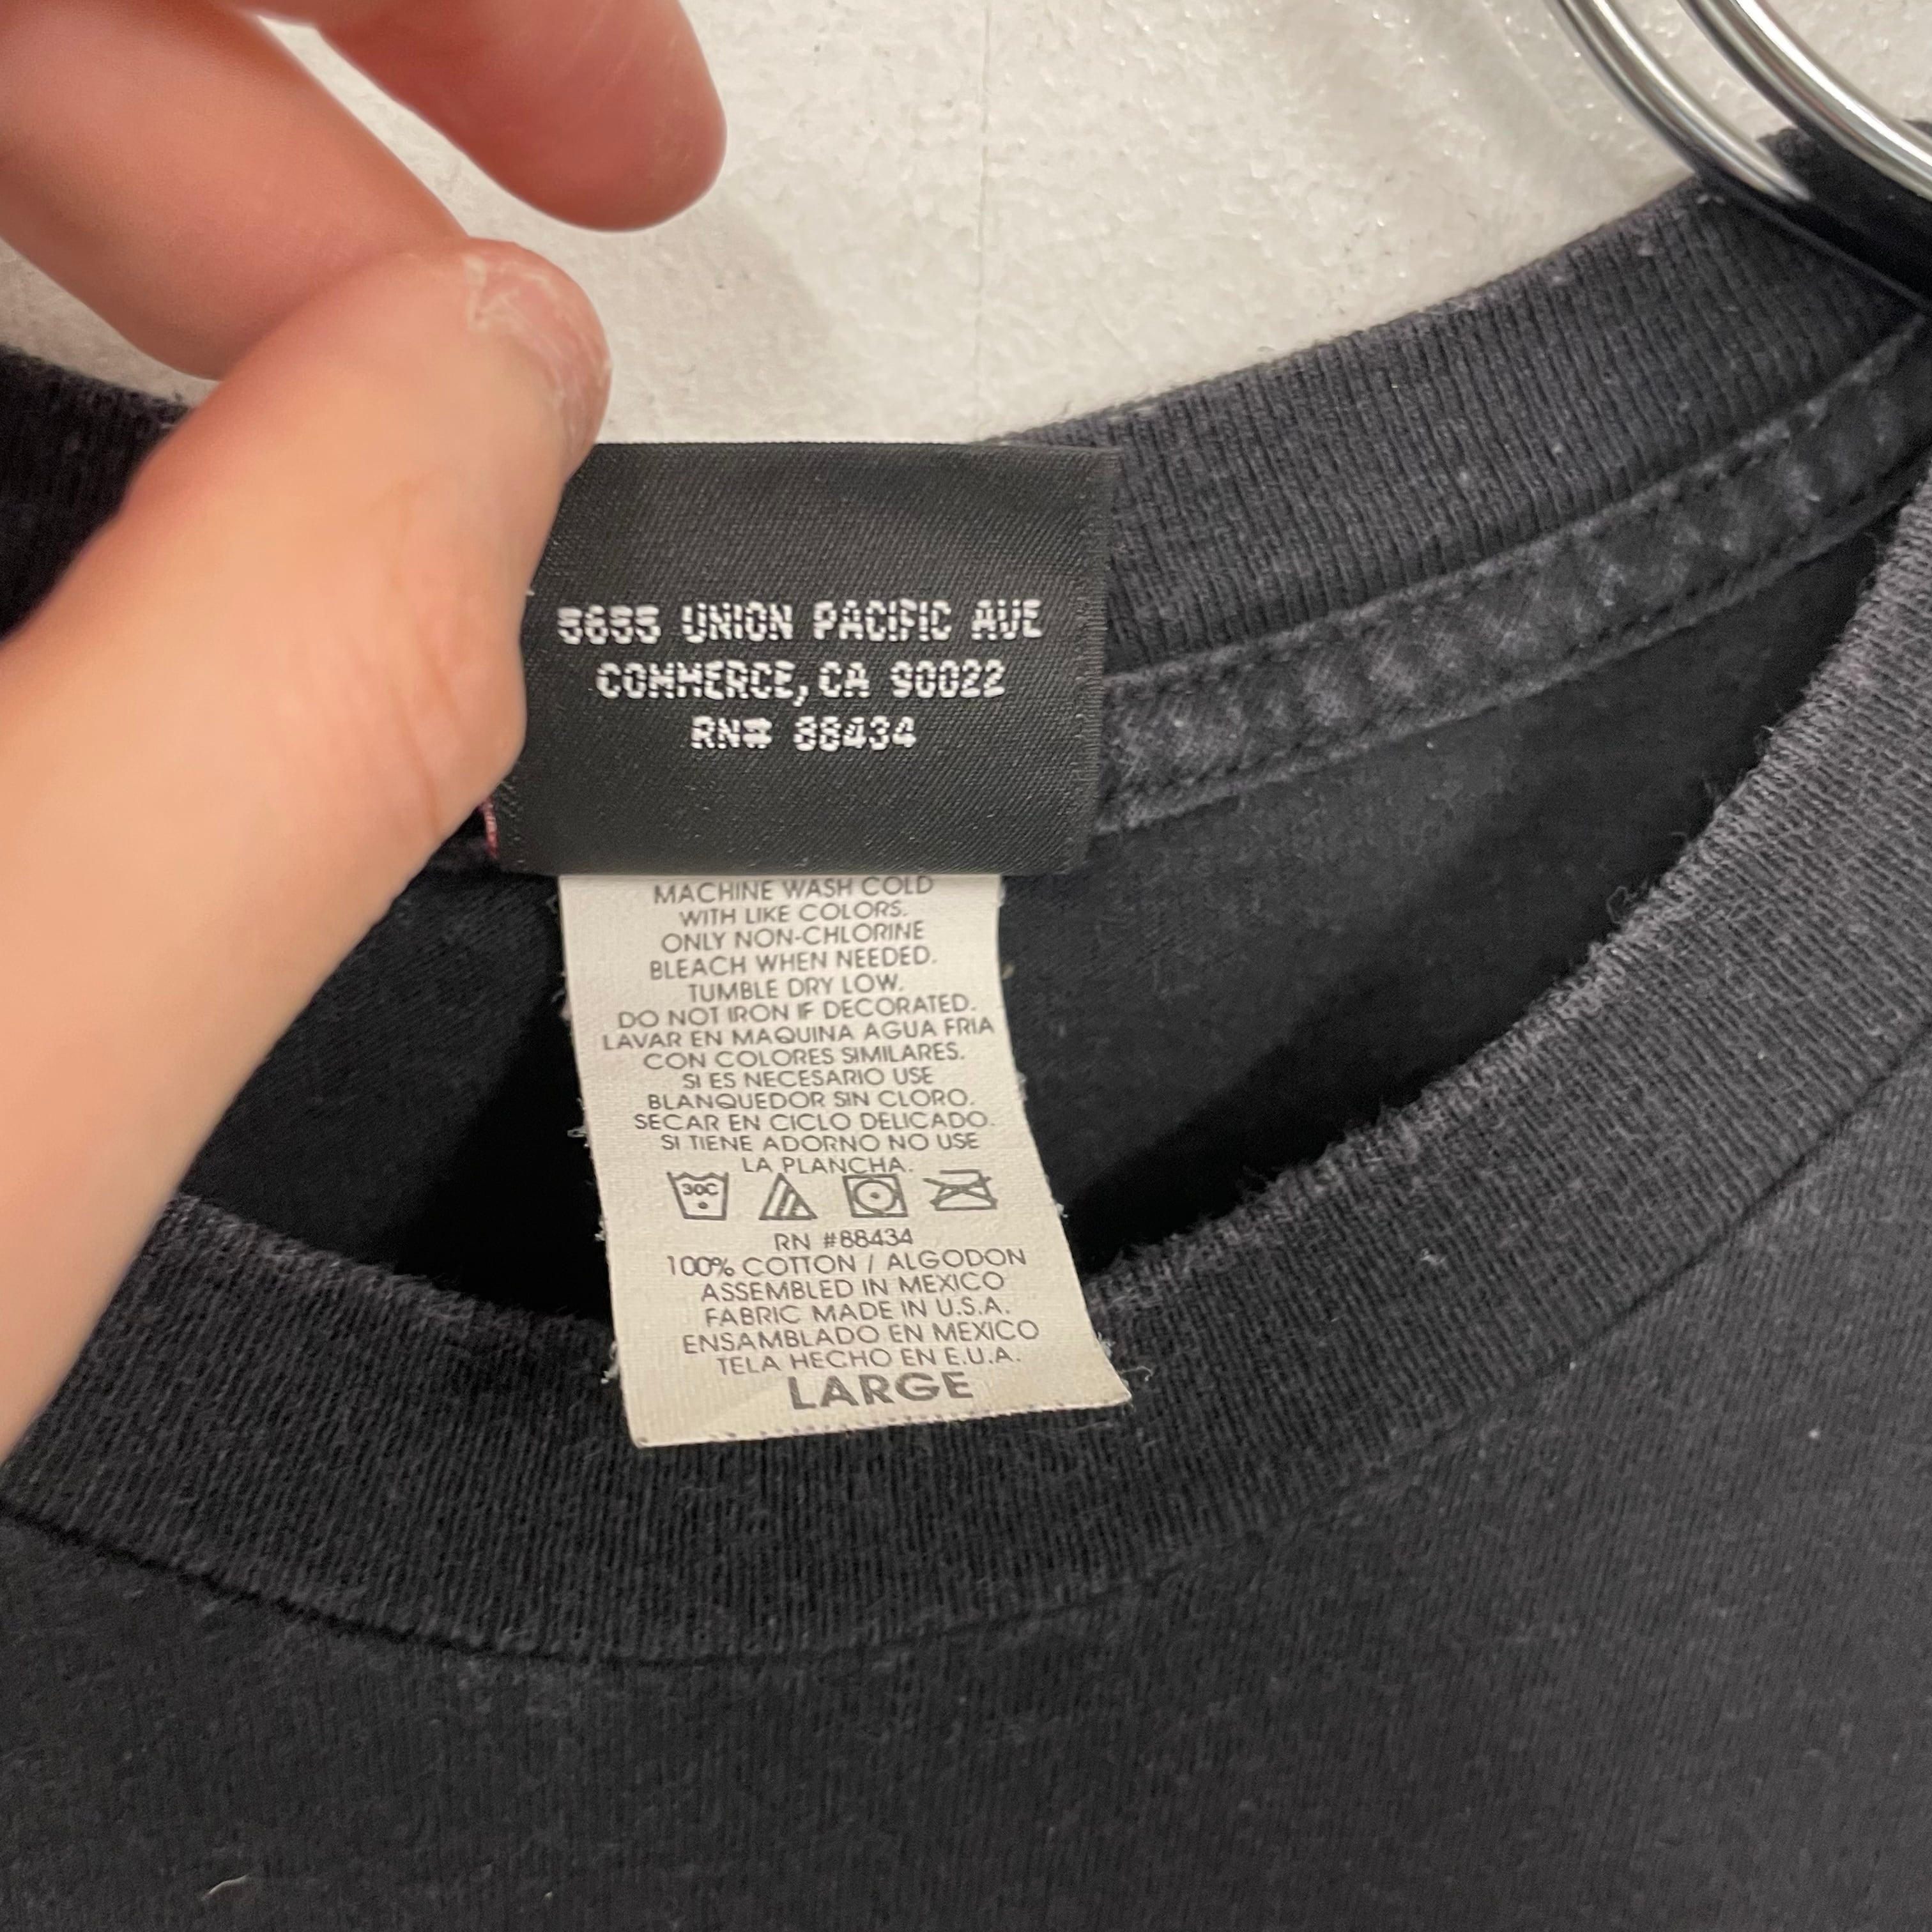 5655 UNION PACIFIC AVE
COMMERCE, CA 90022
RN# 88434
MACHINE WASH COLD
WITH LIKE COLORS.
ONLY NON-CHLORINE
BLEACH WHEN NEEDED.
TUMBLE DRY LOW.
DO NOT IRON IF DECORATED.
LAVAR EN MAQUINA AGUA FRIA
CON COLORES SIMILARES.
SI ES NECESARIO USE
BLANQUEDOR SIN CLORO.
SECAR EN CICLO DELICADO.
SI TIENE ADORNO NO USE
LA PLANCHA.
30C
RN #88434
100% COTTON / ALGODON
ASSEMBLED IN MEXICO
FABRIC MADE IN U.S.A.
ENSAMBLADO EN MEXICO
TELA HECHO EN E.U.A.
LARGE